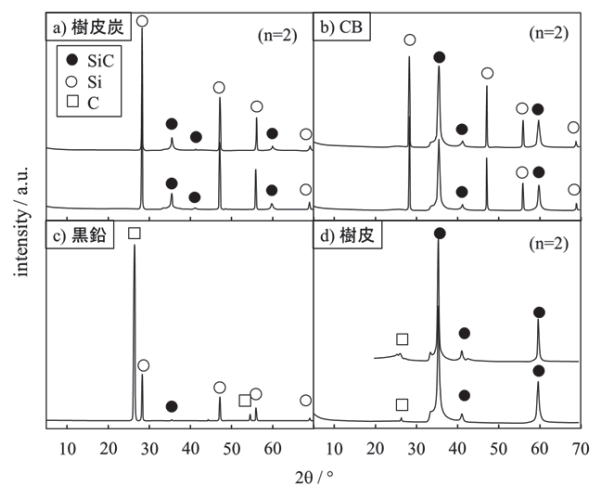 a) 樹皮炭
(n=2)
● SiC
○ Si
□ C
b) CB
(n=2)
c) 黒鉛
d) 樹皮
(n=2)
intensity / a.u.
10 20 30 40 50 60
10 20 30 40 50 60 70
2θ / °